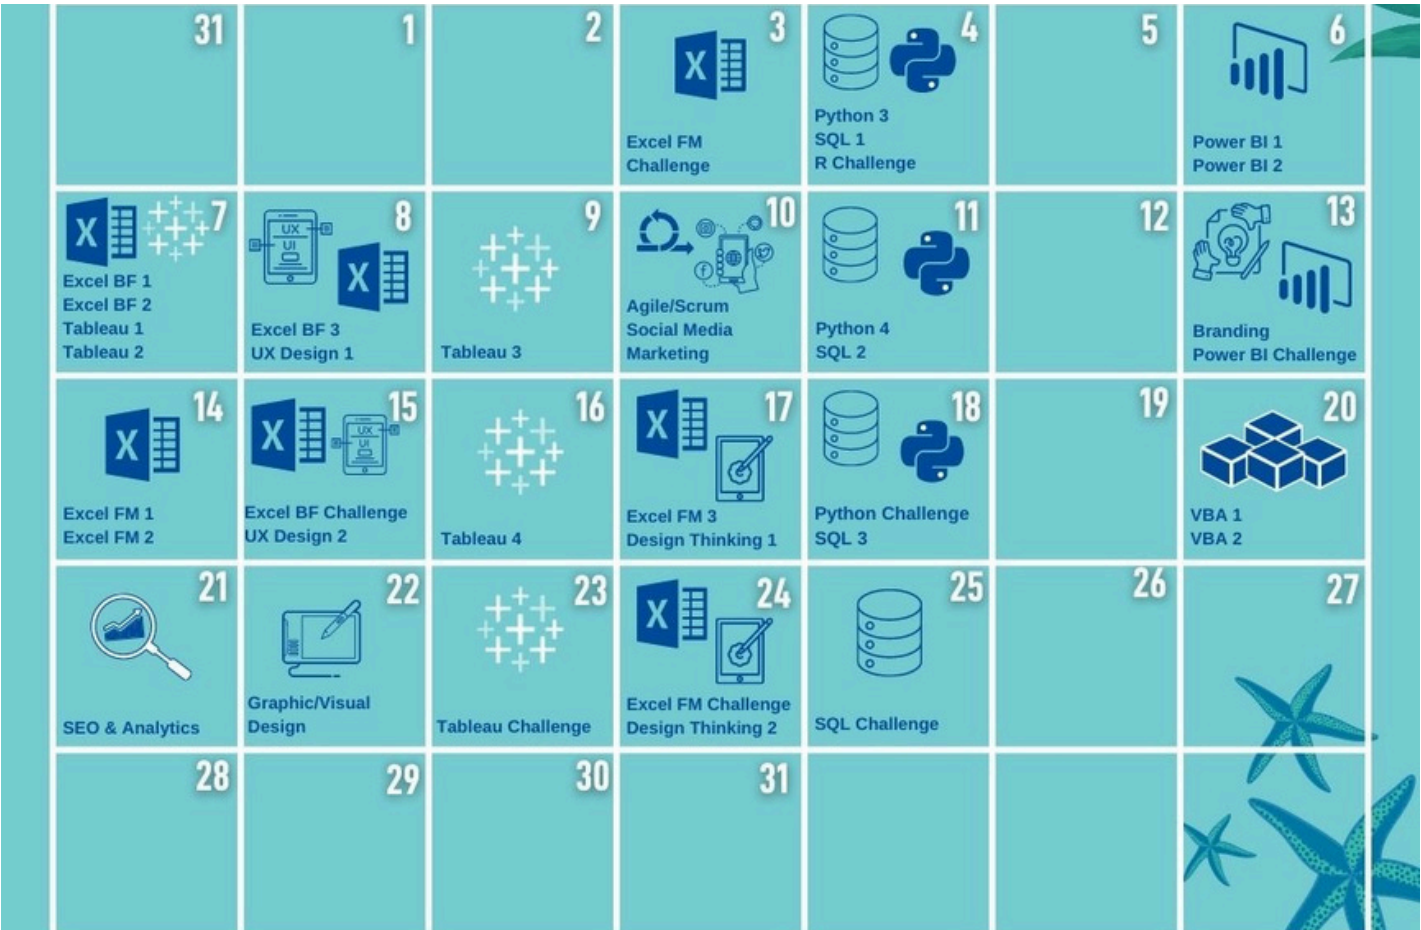 31
1
2
3
Excel FM
Challenge
4
Python 3
SQL 1
R Challenge
5
6
Power BI 1
Power BI 2
X
7
Excel BF 1
Excel BF 2
Tableau 1
Tableau 2
UX
UI
X
8
Excel BF 3
UX Design 1
9
Tableau 3
10
Agile/Scrum
Social Media
Marketing
11
Python 4
SQL 2
12
13
Branding
Power BI Challenge
X
14
Excel FM 1
Excel FM 2
X
UX
UI
15
Excel BF Challenge
UX Design 2
16
Tableau 4
X
17
Excel FM 3
Design Thinking 1
18
Python Challenge
SQL 3
19
20
VBA 1
VBA 2
21
SEO & Analytics
22
Graphic/Visual
Design
23
Tableau Challenge
X
24
Excel FM Challenge
Design Thinking 2
25
SQL Challenge
26
27
28
29
30
31